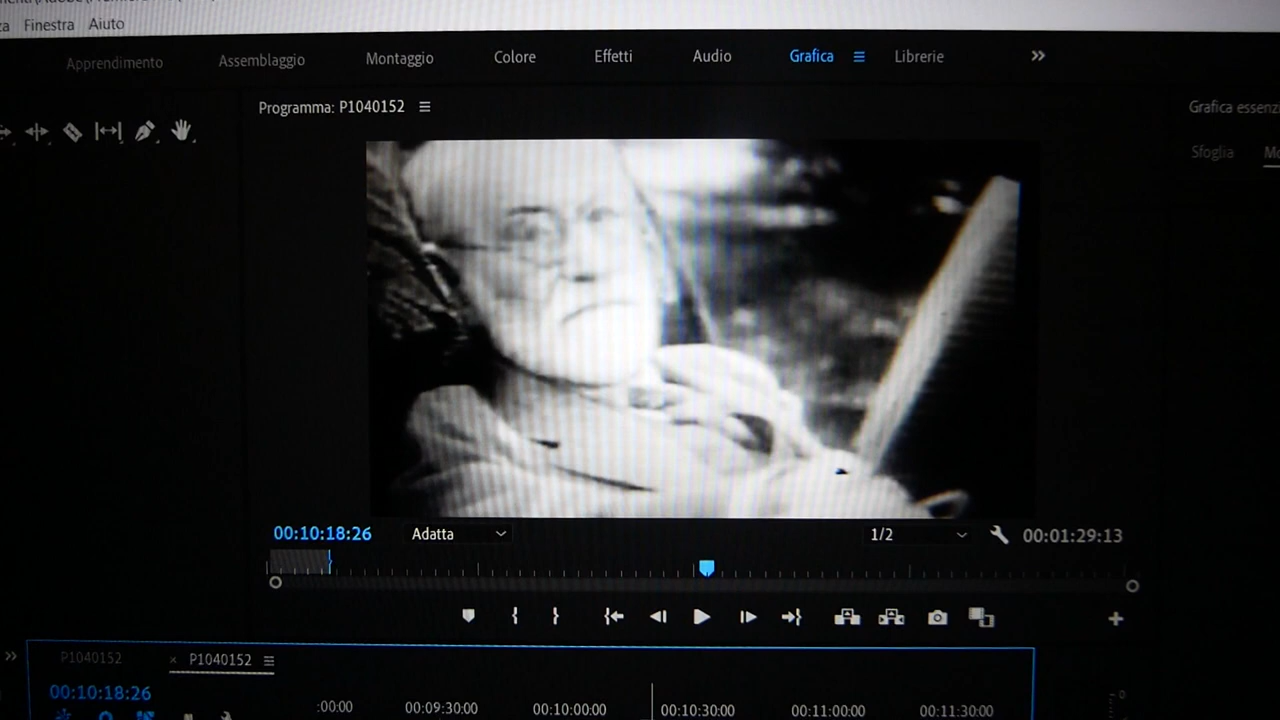 Finestra Aiuto
Apprendimento Assemblaggio Montaggio Colore Effetti Audio Grafica Librerie
Programma: P1040152
Grafica essenzi
Sfoglia
00:10:18:26 Adatta 1/2 00:01:29:13
P1040152 × P1040152
00:10:18:26
:00:00 00:09:30:00 00:10:00:00 00:10:30:00 00:11:00:00 00:11:30:00